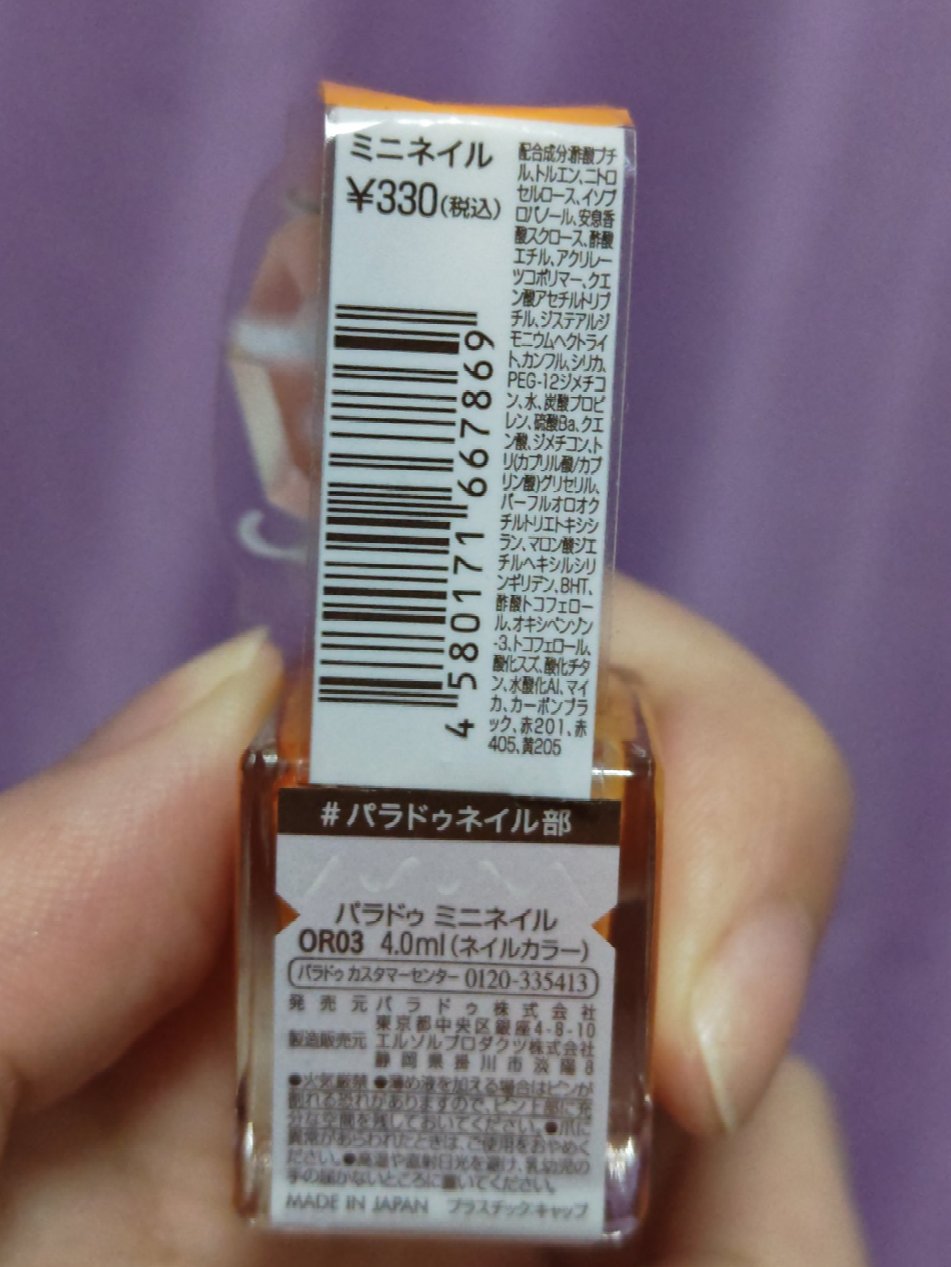 ミニネイル
¥330(税込)
4 580171 667869
配合成分:酢酸ブチ
ル、トルエン、ニトロ
セルロース、イソプ
ロパノール、安息香
酸スクロース、酢酸
エチル、アクリレー
ツコポリマー、クエ
ン酸アセチルトリブ
チル、ジステアルジ
モニウムヘクトライ
ト、カンフル、シリカ、
PEG-12ジメチコ
ン、水、炭酸プロピ
レン、硫酸Ba、クエ
ン酸、ジメチコン、ト
リ(カプリル酸/カプ
リン酸)グリセリル、
パーフルオロオク
チルトリエトキシシ
ラン、マロン酸ジエ
チルヘキシルシリ
ンギリデン、BHT、
酢酸トコフェロー
ル、オキシベンゾン
-3、トコフェロール、
酸化スズ、酸化チタ
ン、水酸化Al、マイ
カ、カーボンブラ
ック、赤201、赤
405、黄205
#パラドゥネイル部
パラドゥ ミニネイル
OR03 4.0ml(ネイルカラー)
パラドゥ カスタマーセンター 0120-335413
発売元 パラドゥ株式会社
東京都中央区銀座4-8-10
製造販売元 エルソルプロダクツ株式会社
静岡県掛川市淡陽8
●火気厳禁 ●薄め液を加える場合はビンが
割れる恐れがありますので、ビン上部に充
分な空間を残しておいてください。●爪に
異常があらわれたときは、ご使用をおやめく
ださい。●高温や直射日光を避け、乳幼児の
手の届かないところに置いてください。
MADE IN JAPAN プラスチック:キャップ